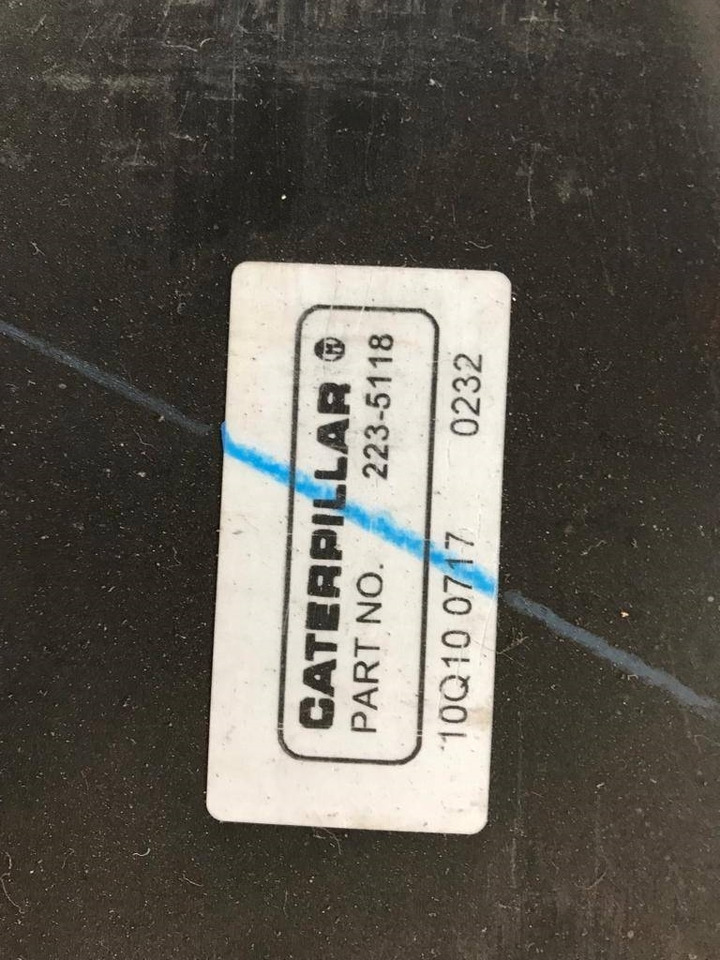 CATERPILLAR®
PART NO. 223-5118
10Q10 0717 0232